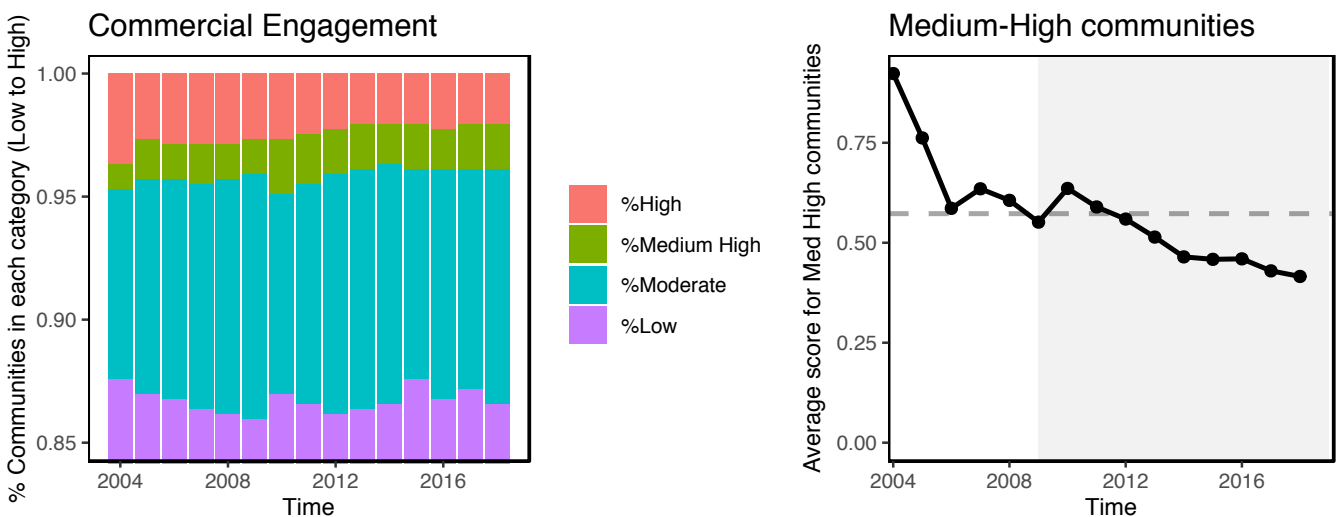 Commercial Engagement
% Communities in each category (Low to High)
1.00
0.95
0.90
0.85
2004
2008
2012
2016
Time
%High
%Medium High
%Moderate
%Low
Medium-High communities
Average score for Med High communities
0.75
0.50
0.25
0.00
2004
2008
2012
2016
Time